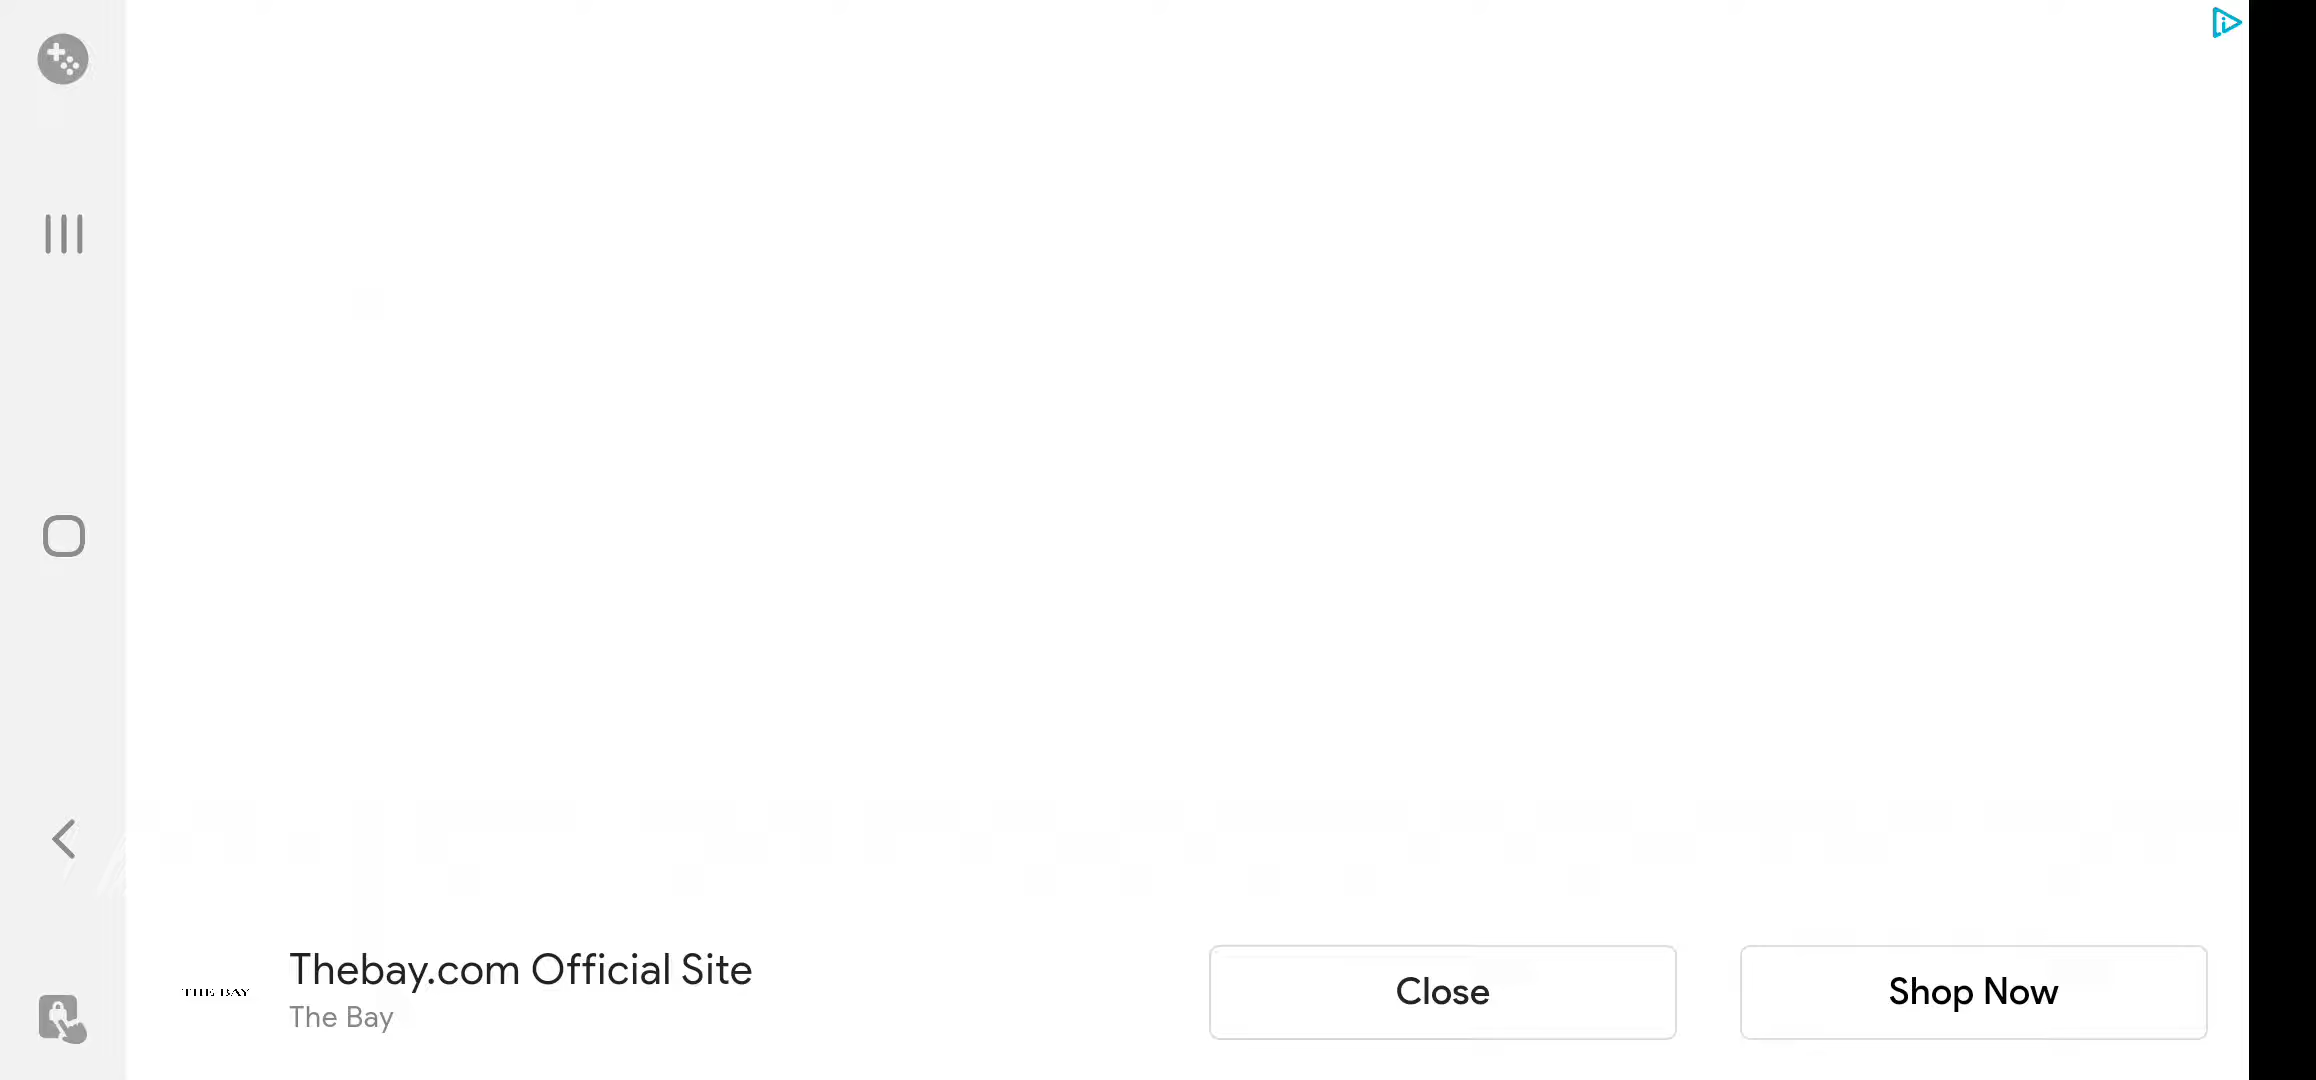 Thebay.com Official Site
THE BAY
The Bay
Close
Shop Now